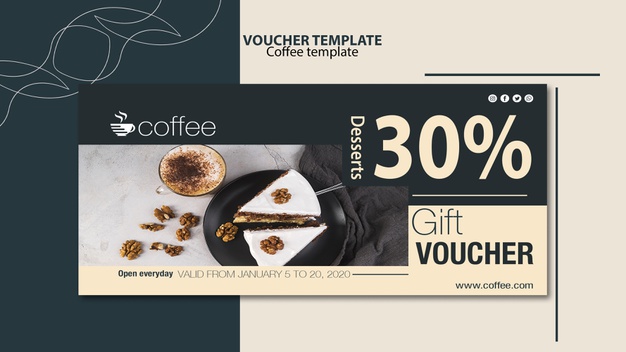 VOUCHER TEMPLATE
Coffee template
coffee
Desserts
30%
Gift
VOUCHER
Open everyday VALID FROM JANUARY 5 TO 20, 2020
www.coffee.com